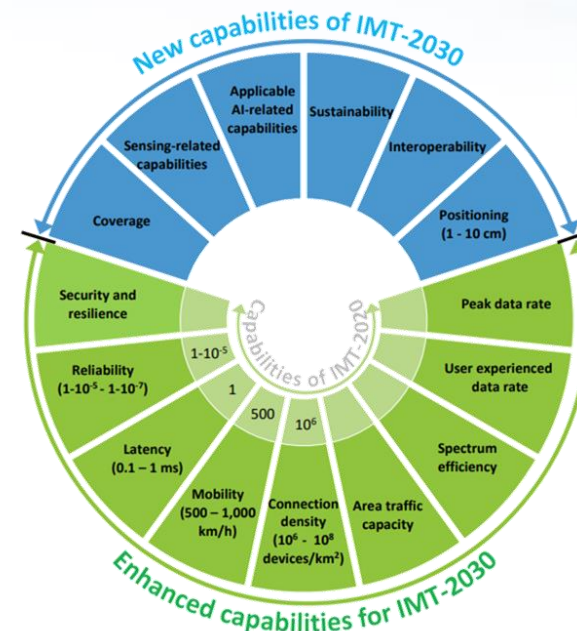 New capabilities of IMT-2030
Coverage
Sensing-related
capabilities
Applicable
AI-related
capabilities
Sustainability
Interoperability
Positioning
(1 - 10 cm)
Security and
resilience
Reliability
(1-10⁻⁵ - 1-10⁻⁷)
Latency
(0.1 – 1 ms)
Mobility
(500 – 1,000
km/h)
Connection
density
(10⁶ - 10⁸
devices/km²)
Area traffic
capacity
Spectrum
efficiency
User experienced
data rate
Peak data rate
1-10⁻⁵
1
500
10⁶
Capabilities of IMT-2020
Enhanced capabilities for IMT-2030